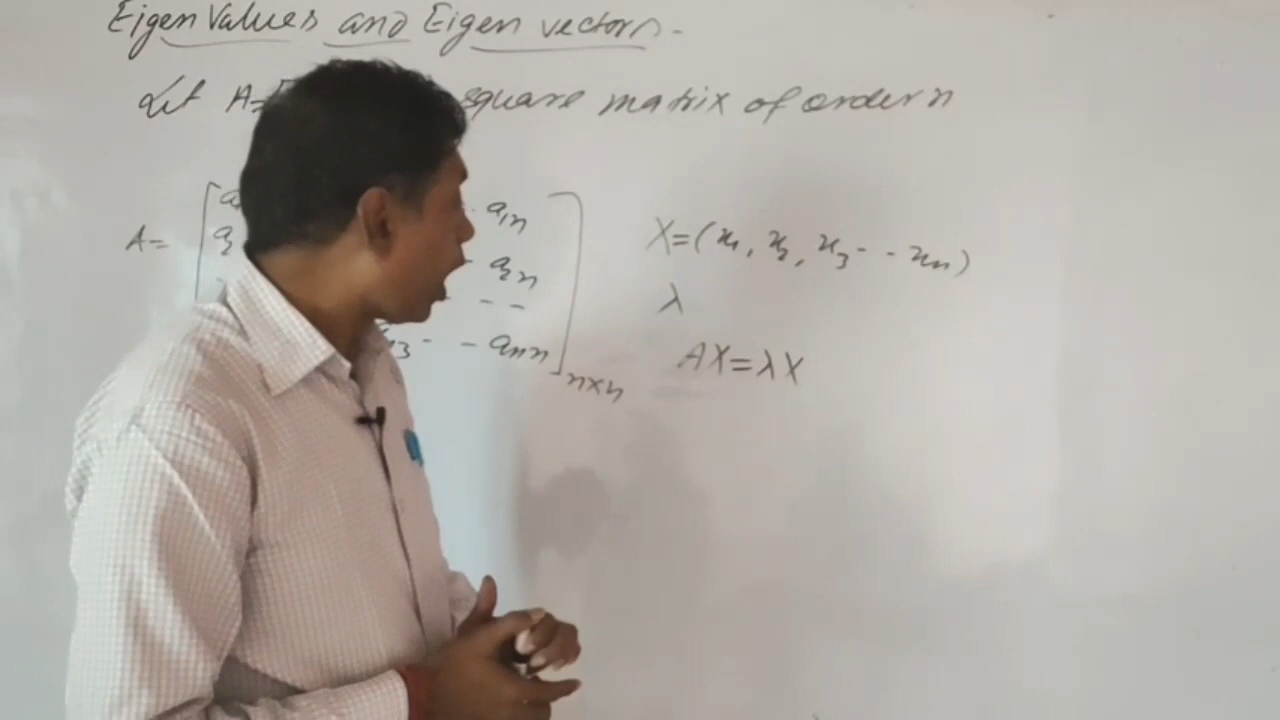 Eigen Values and Eigen vectors.
Let A= square matrix of order n
A= a1n
a2n
- -
- - ann
n×n
X=(x1, x2, x3 - - xn)
λ
AX=λX